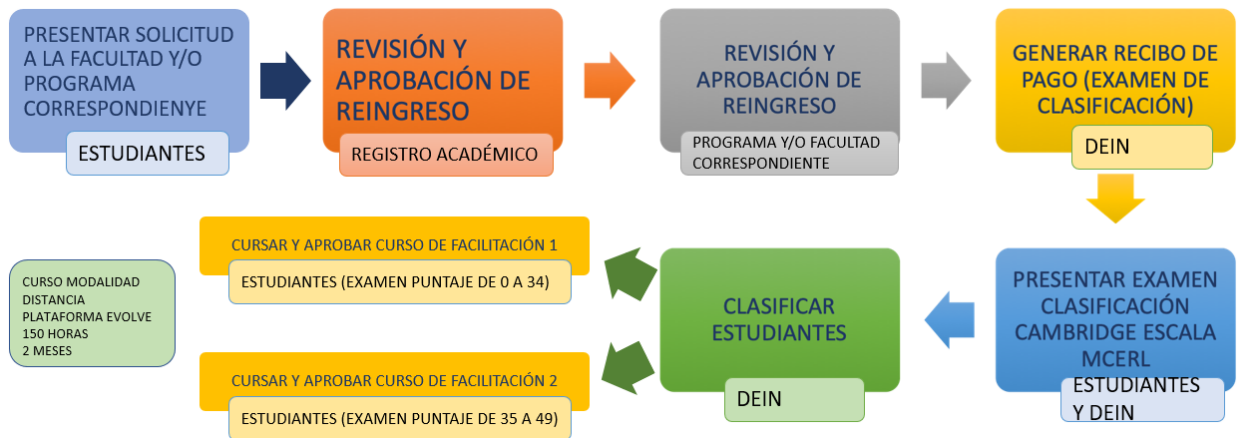 PRESENTAR SOLICITUD
A LA FACULTAD Y/O
PROGRAMA
CORRESPONDIENYE
ESTUDIANTES
REVISIÓN Y
APROBACIÓN DE
REINGRESO
REGISTRO ACADÉMICO
REVISIÓN Y
APROBACIÓN DE
REINGRESO
PROGRAMA Y/O FACULTAD
CORRESPONDIENTE
GENERAR RECIBO DE
PAGO (EXAMEN DE
CLASIFICACIÓN)
DEIN
PRESENTAR EXAMEN
CLASIFICACIÓN
CAMBRIDGE ESCALA
MCERL
ESTUDIANTES
Y DEIN
CLASIFICAR
ESTUDIANTES
DEIN
CURSAR Y APROBAR CURSO DE FACILITACIÓN 1
ESTUDIANTES (EXAMEN PUNTAJE DE 0 A 34)
CURSAR Y APROBAR CURSO DE FACILITACIÓN 2
ESTUDIANTES (EXAMEN PUNTAJE DE 35 A 49)
CURSO MODALIDAD
DISTANCIA
PLATAFORMA EVOLVE
150 HORAS
2 MESES